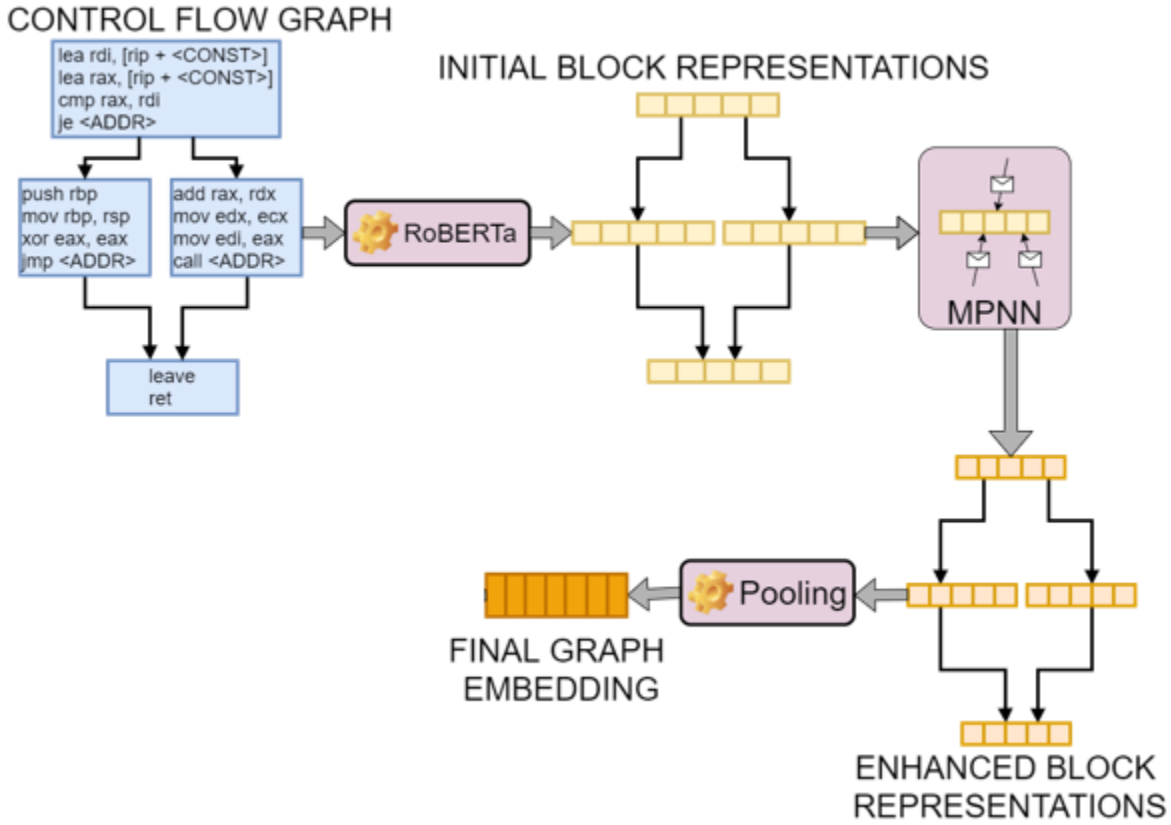 CONTROL FLOW GRAPH
lea rdi, [rip + <CONST>]
lea rax, [rip + <CONST>]
cmp rax, rdi
je <ADDR>
push rbp
mov rbp, rsp
xor eax, eax
jmp <ADDR>
add rax, rdx
mov edx, ecx
mov edi, eax
call <ADDR>
leave
ret
RoBERTa
INITIAL BLOCK REPRESENTATIONS
MPNN
Pooling
FINAL GRAPH
EMBEDDING
ENHANCED BLOCK
REPRESENTATIONS